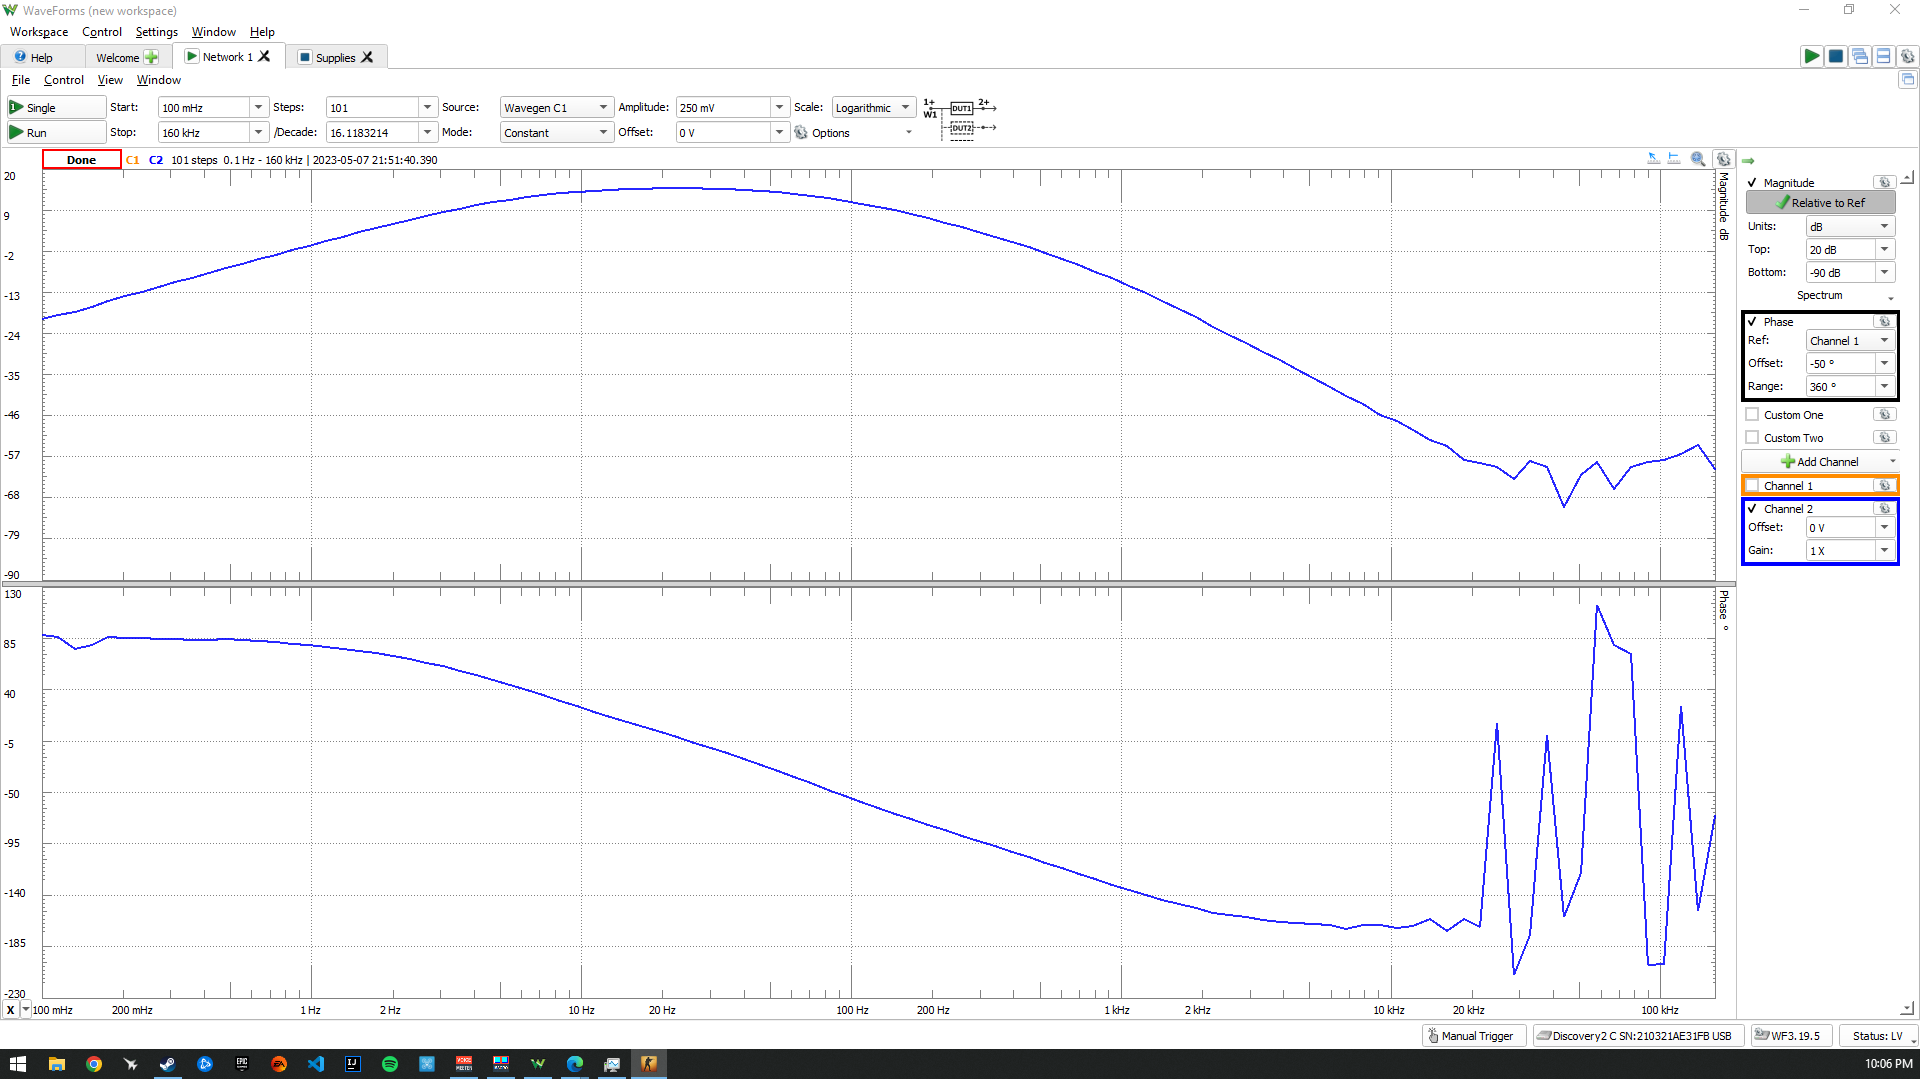 WaveForms (new workspace)
Workspace Control Settings Window Help
Help Welcome Network 1 Supplies
File Control View Window
Single Start: 100 mHz Steps: 101 Source: Wavegen C1 Amplitude: 250 mV Scale: Logarithmic 1+ 2+ W1 DUT1
Run Stop: 160 kHz /Decade: 16.1183214 Mode: Constant Offset: 0 V Options DUT2
Done C1 C2 101 steps 0.1 Hz - 160 kHz | 2023-05-07 21:51:40.390
20
9
-2
-13
-24
-35
-46
-57
-68
-79
-90
Magnitude dB
130
85
40
-5
-50
-95
-140
-185
-230
Phase °
X 100 mHz 200 mHz 1 Hz 2 Hz 10 Hz 20 Hz 100 Hz 200 Hz 1 kHz 2 kHz 10 kHz 20 kHz 100 kHz
Magnitude
Relative to Ref
Units: dB
Top: 20 dB
Bottom: -90 dB
Spectrum
Phase
Ref: Channel 1
Offset: -50 °
Range: 360 °
Custom One
Custom Two
Add Channel
Channel 1
Channel 2
Offset: 0 V
Gain: 1 X
Manual Trigger Discovery2 C SN:210321AE31FB USB WF3.19.5 Status: LV
10:06 PM